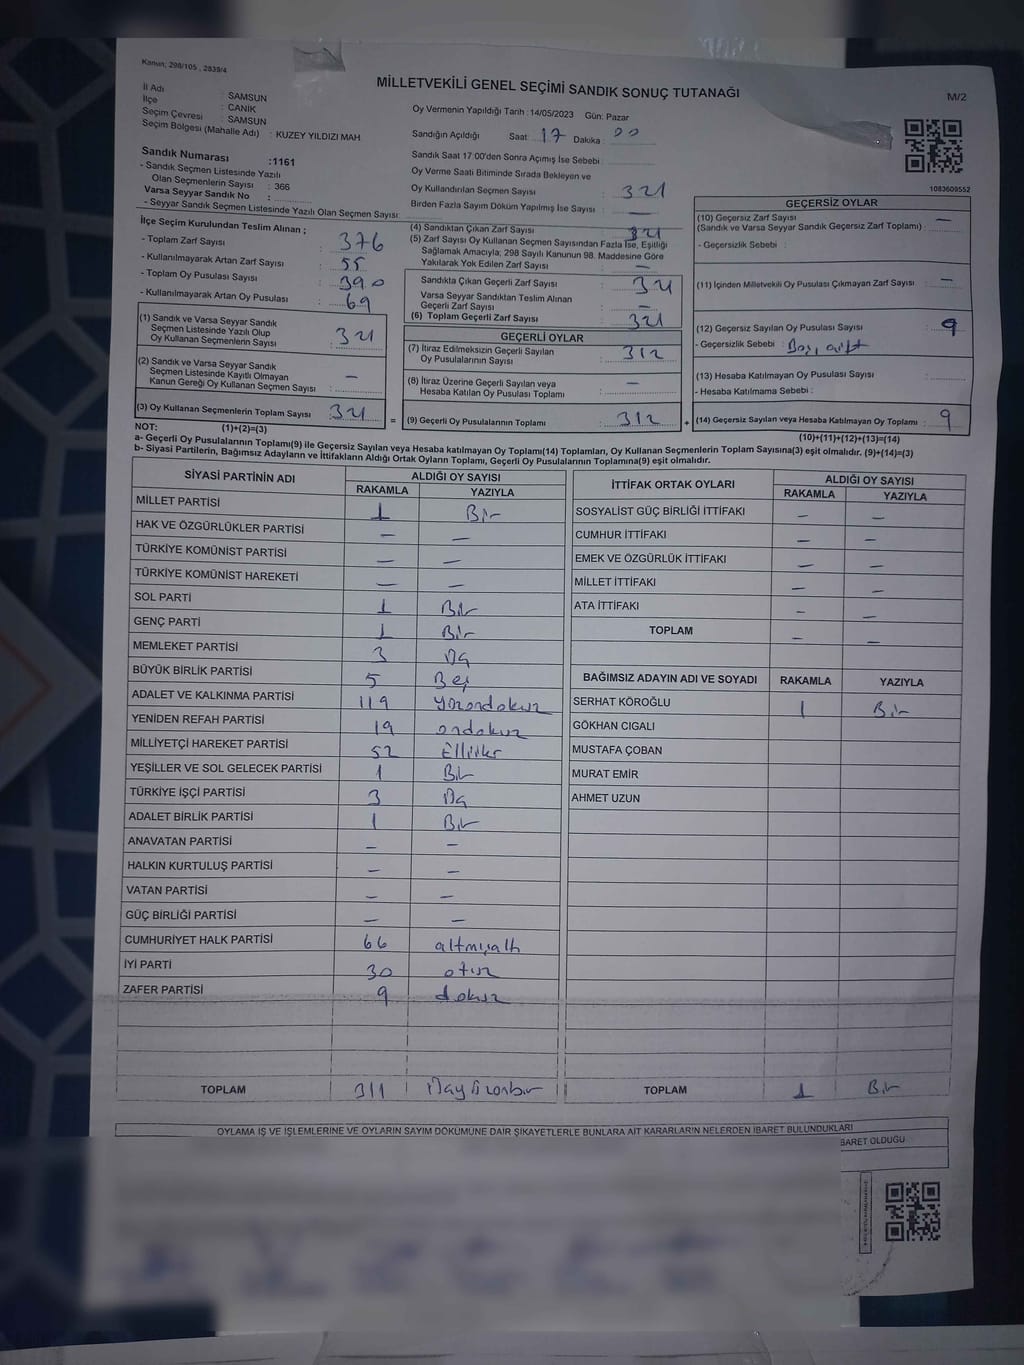 Kanun; 298/105 , 2839/4
MİLLETVEKİLİ GENEL SEÇİMİ SANDIK SONUÇ TUTANAĞI
M/2
İl Adı : SAMSUN
İlçe : CANİK
Seçim Çevresi : SAMSUN
Seçim Bölgesi (Mahalle Adı) : KUZEY YILDIZI MAH
Sandık Numarası :1161
- Sandık Seçmen Listesinde Yazılı
Olan Seçmenlerin Sayısı : 366
Varsa Seyyar Sandık No :
- Seyyar Sandık Seçmen Listesinde Yazılı Olan Seçmen Sayısı:
Oy Vermenin Yapıldığı Tarih : 14/05/2023 Gün: Pazar
Sandığın Açıldığı Saat: 17 Dakika : 00
Sandık Saat 17:00'den Sonra Açımış İse Sebebi :
Oy Verme Saati Bitiminde Sırada Bekleyen ve
Oy Kullandırılan Seçmen Sayısı : 321
Birden Fazla Sayım Döküm Yapılmış İse Sayısı : —
1083609552
İlçe Seçim Kurulundan Teslim Alınan ;
- Toplam Zarf Sayısı : 376
- Kullanılmayarak Artan Zarf Sayısı : 55
- Toplam Oy Pusulası Sayısı : 390
- Kullanılmayarak Artan Oy Pusulası : 69
(1) Sandık ve Varsa Seyyar Sandık
Seçmen Listesinde Yazılı Olup
Oy Kullanan Seçmenlerin Sayısı : 321
(2) Sandık ve Varsa Seyyar Sandık
Seçmen Listesinde Kayıtlı Olmayan
Kanun Gereği Oy Kullanan Seçmen Sayısı : —
(3) Oy Kullanan Seçmenlerin Toplam Sayısı : 321
(4) Sandıktan Çıkan Zarf Sayısı : 321
(5) Zarf Sayısı Oy Kullanan Seçmen Sayısından Fazla İse, Eşitliği
Sağlamak Amacıyla, 298 Sayılı Kanunun 98. Maddesine Göre
Yakılarak Yok Edilen Zarf Sayısı : —
Sandıkta Çıkan Geçerli Zarf Sayısı : 321
Varsa Seyyar Sandıktan Teslim Alınan
Geçerli Zarf Sayısı : —
(6) Toplam Geçerli Zarf Sayısı : 321
GEÇERLİ OYLAR
(7) İtiraz Edilmeksizin Geçerli Sayılan
Oy Pusulalarının Sayısı : 312
(8) İtiraz Üzerine Geçerli Sayılan veya
Hesaba Katılan Oy Pusulası Toplamı : —
= (9) Geçerli Oy Pusulalarının Toplamı : 312
GEÇERSİZ OYLAR
(10) Geçersiz Zarf Sayısı —
(Sandık ve Varsa Seyyar Sandık Geçersiz Zarf Toplamı) :
- Geçersizlik Sebebi :
(11) İçinden Milletvekili Oy Pusulası Çıkmayan Zarf Sayısı : —
(12) Geçersiz Sayılan Oy Pusulası Sayısı : 9
- Geçersizlik Sebebi : Boş, çift
(13) Hesaba Katılmayan Oy Pusulası Sayısı :
- Hesaba Katılmama Sebebi :
+ (14) Geçersiz Sayılan veya Hesaba Katılmayan Oy Toplamı : 9
NOT: (1)+(2)=(3) (10)+(11)+(12)+(13)=(14)
a- Geçerli Oy Pusulalarının Toplamı(9) ile Geçersiz Sayılan veya Hesaba katılmayan Oy Toplamı(14) Toplamları, Oy Kullanan Seçmenlerin Toplam Sayısına(3) eşit olmalıdır. (9)+(14)=(3)
b- Siyasi Partilerin, Bağımsız Adayların ve İttifakların Aldığı Ortak Oyların Toplamı, Geçerli Oy Pusulalarının Toplamına(9) eşit olmalıdır.
SİYASİ PARTİNİN ADI ALDIĞI OY SAYISI
RAKAMLA YAZIYLA
MİLLET PARTİSİ 1 Bir
HAK VE ÖZGÜRLÜKLER PARTİSİ — —
TÜRKİYE KOMÜNİST PARTİSİ — —
TÜRKİYE KOMÜNİST HAREKETİ — —
SOL PARTİ 1 Bir
GENÇ PARTİ 1 Bir
MEMLEKET PARTİSİ 3 Üç
BÜYÜK BİRLİK PARTİSİ 5 Beş
ADALET VE KALKINMA PARTİSİ 119 yüzondokuz
YENİDEN REFAH PARTİSİ 19 ondokuz
MİLLİYETÇİ HAREKET PARTİSİ 52 Elliiki
YEŞİLLER VE SOL GELECEK PARTİSİ 1 Bir
TÜRKİYE İŞÇİ PARTİSİ 3 Üç
ADALET BİRLİK PARTİSİ 1 Bir
ANAVATAN PARTİSİ — —
HALKIN KURTULUŞ PARTİSİ — —
VATAN PARTİSİ — —
GÜÇ BİRLİĞİ PARTİSİ — —
CUMHURİYET HALK PARTİSİ 66 altmışaltı
İYİ PARTİ 30 otuz
ZAFER PARTİSİ 9 dokuz
TOPLAM 311 Üçyüzonbir
İTTİFAK ORTAK OYLARI ALDIĞI OY SAYISI
RAKAMLA YAZIYLA
SOSYALİST GÜÇ BİRLİĞİ İTTİFAKI — —
CUMHUR İTTİFAKI — —
EMEK VE ÖZGÜRLÜK İTTİFAKI — —
MİLLET İTTİFAKI — —
ATA İTTİFAKI — —
TOPLAM — —
BAĞIMSIZ ADAYIN ADI VE SOYADI RAKAMLA YAZIYLA
SERHAT KÖROĞLU 1 Bir
GÖKHAN CIGALI
MUSTAFA ÇOBAN
MURAT EMİR
AHMET UZUN
TOPLAM 1 Bir
OYLAMA İŞ VE İŞLEMLERİNE VE OYLARIN SAYIM DÖKÜMÜNE DAİR ŞİKAYETLERLE BUNLARA AİT KARARLARIN NELERDEN İBARET BULUNDUKLARI
BARET OLDUĞU